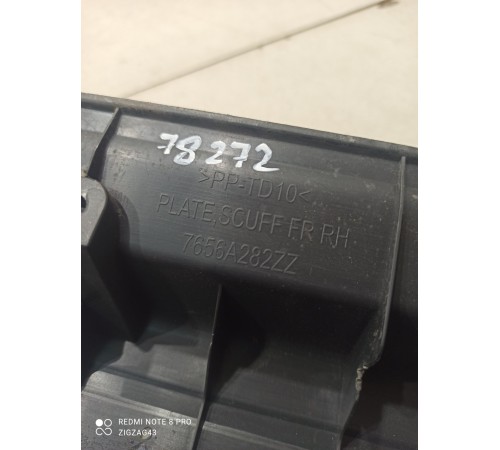 78272
>PP-TD10<
PLATE,SCUFF FR RH
7656A282ZZ
REDMI NOTE 8 PRO
ZIGZAG43